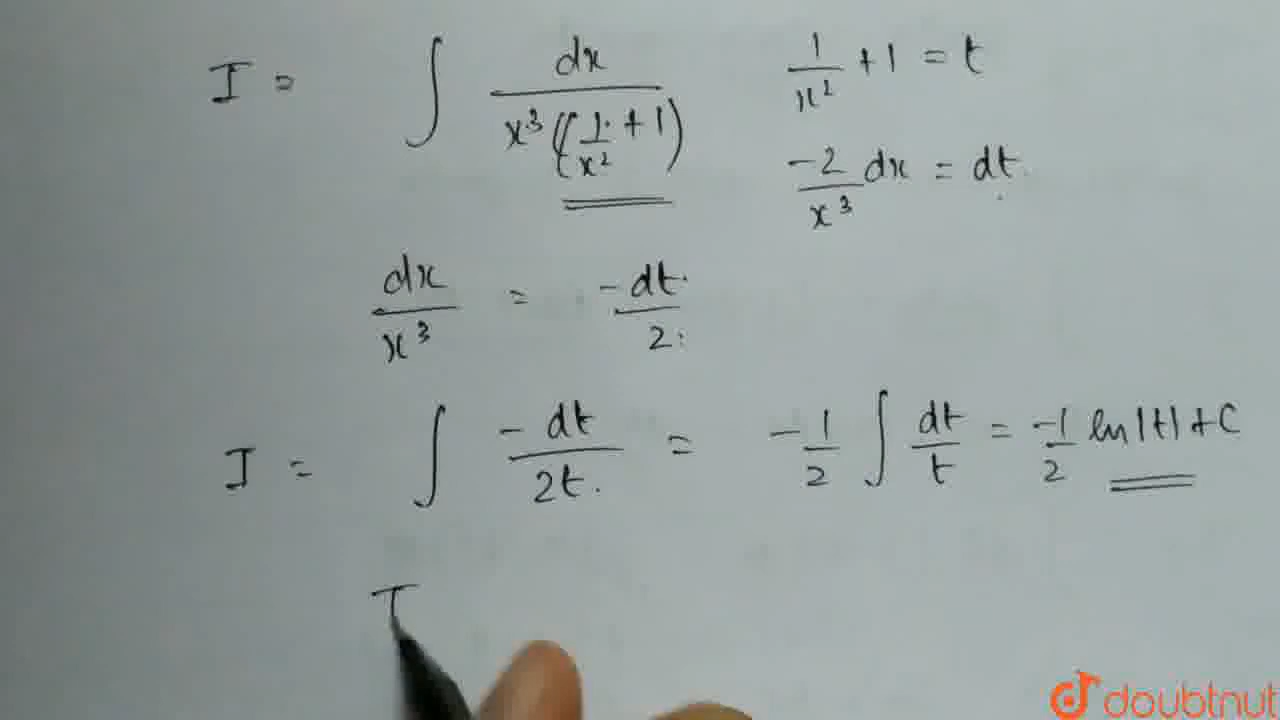 I = ∫ dx / x³(1/x² + 1)    1/x² + 1 = t
-2/x³ dx = dt
dx/x³ = -dt/2
I = ∫ -dt/2t = -1/2 ∫ dt/t = -1/2 ln|t| + C
I
doubtnut